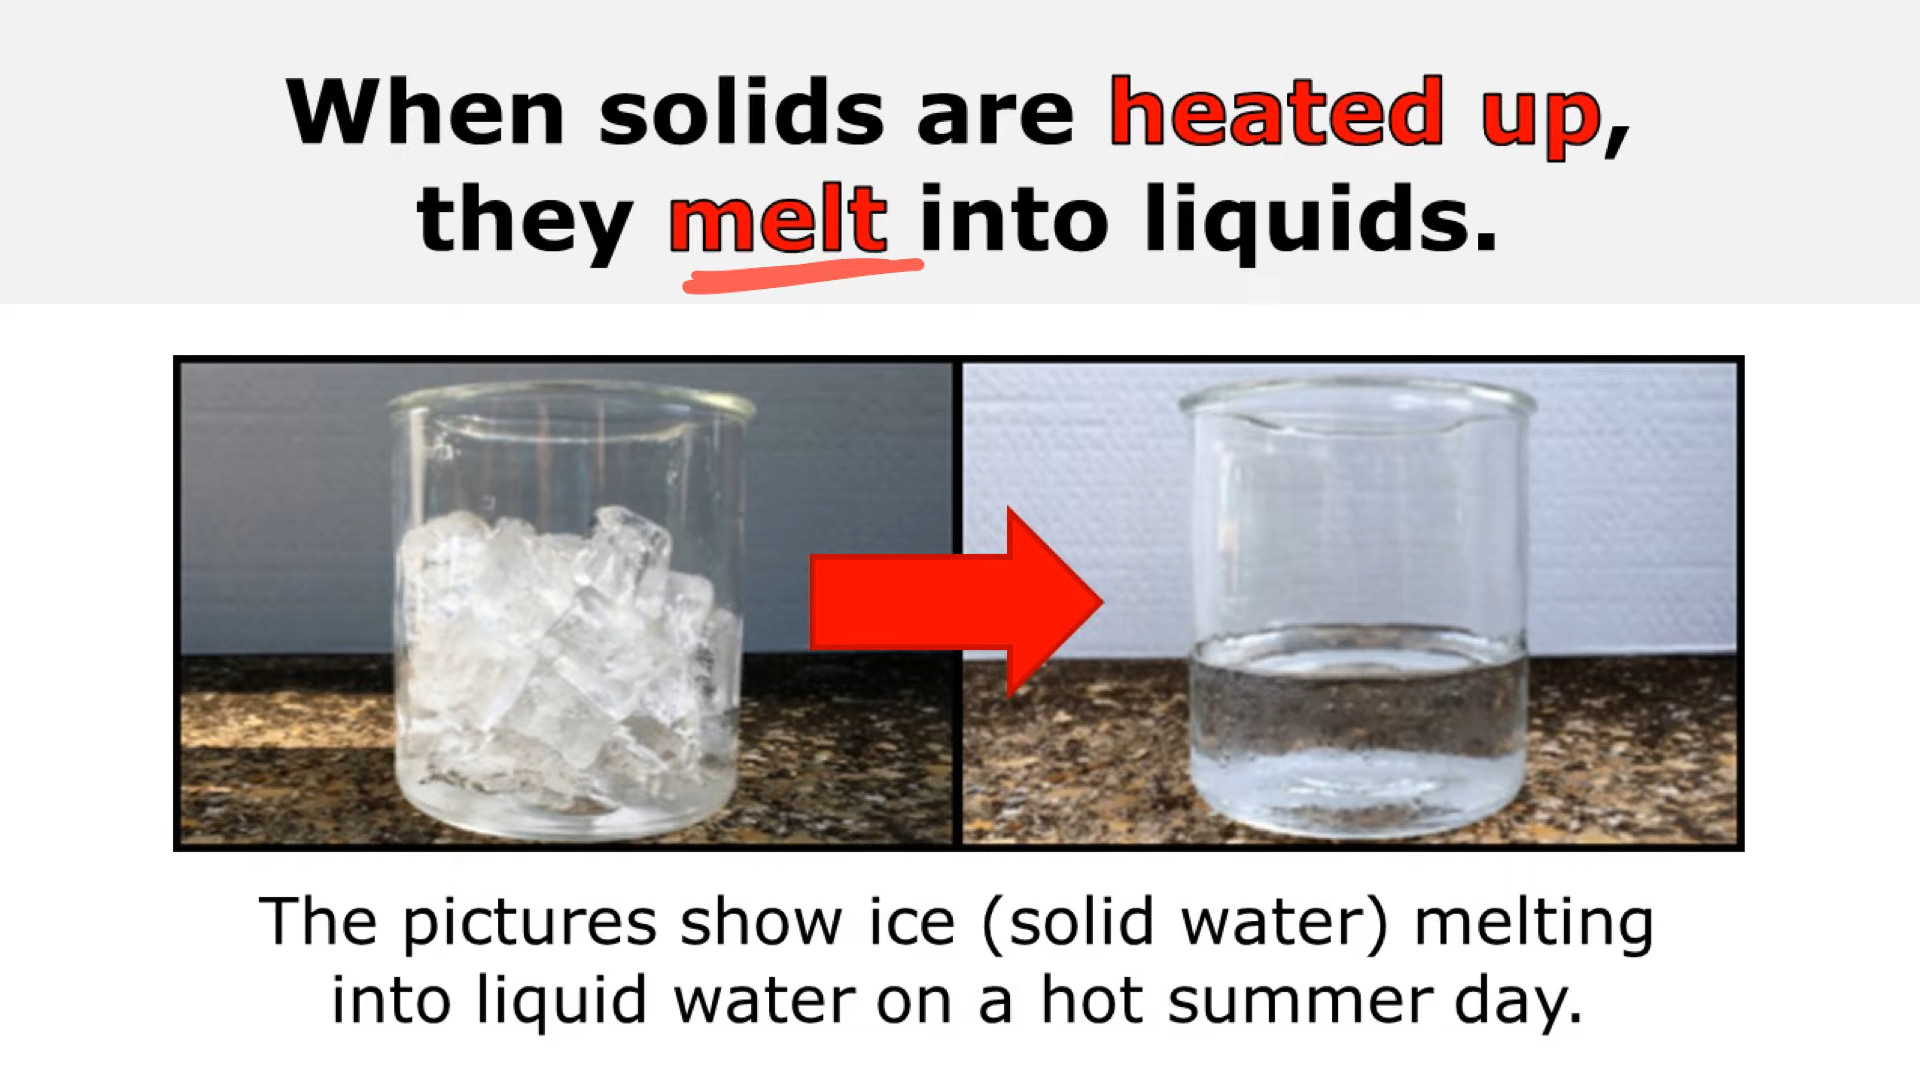 When solids are heated up,
they melt into liquids.
The pictures show ice (solid water) melting
into liquid water on a hot summer day.